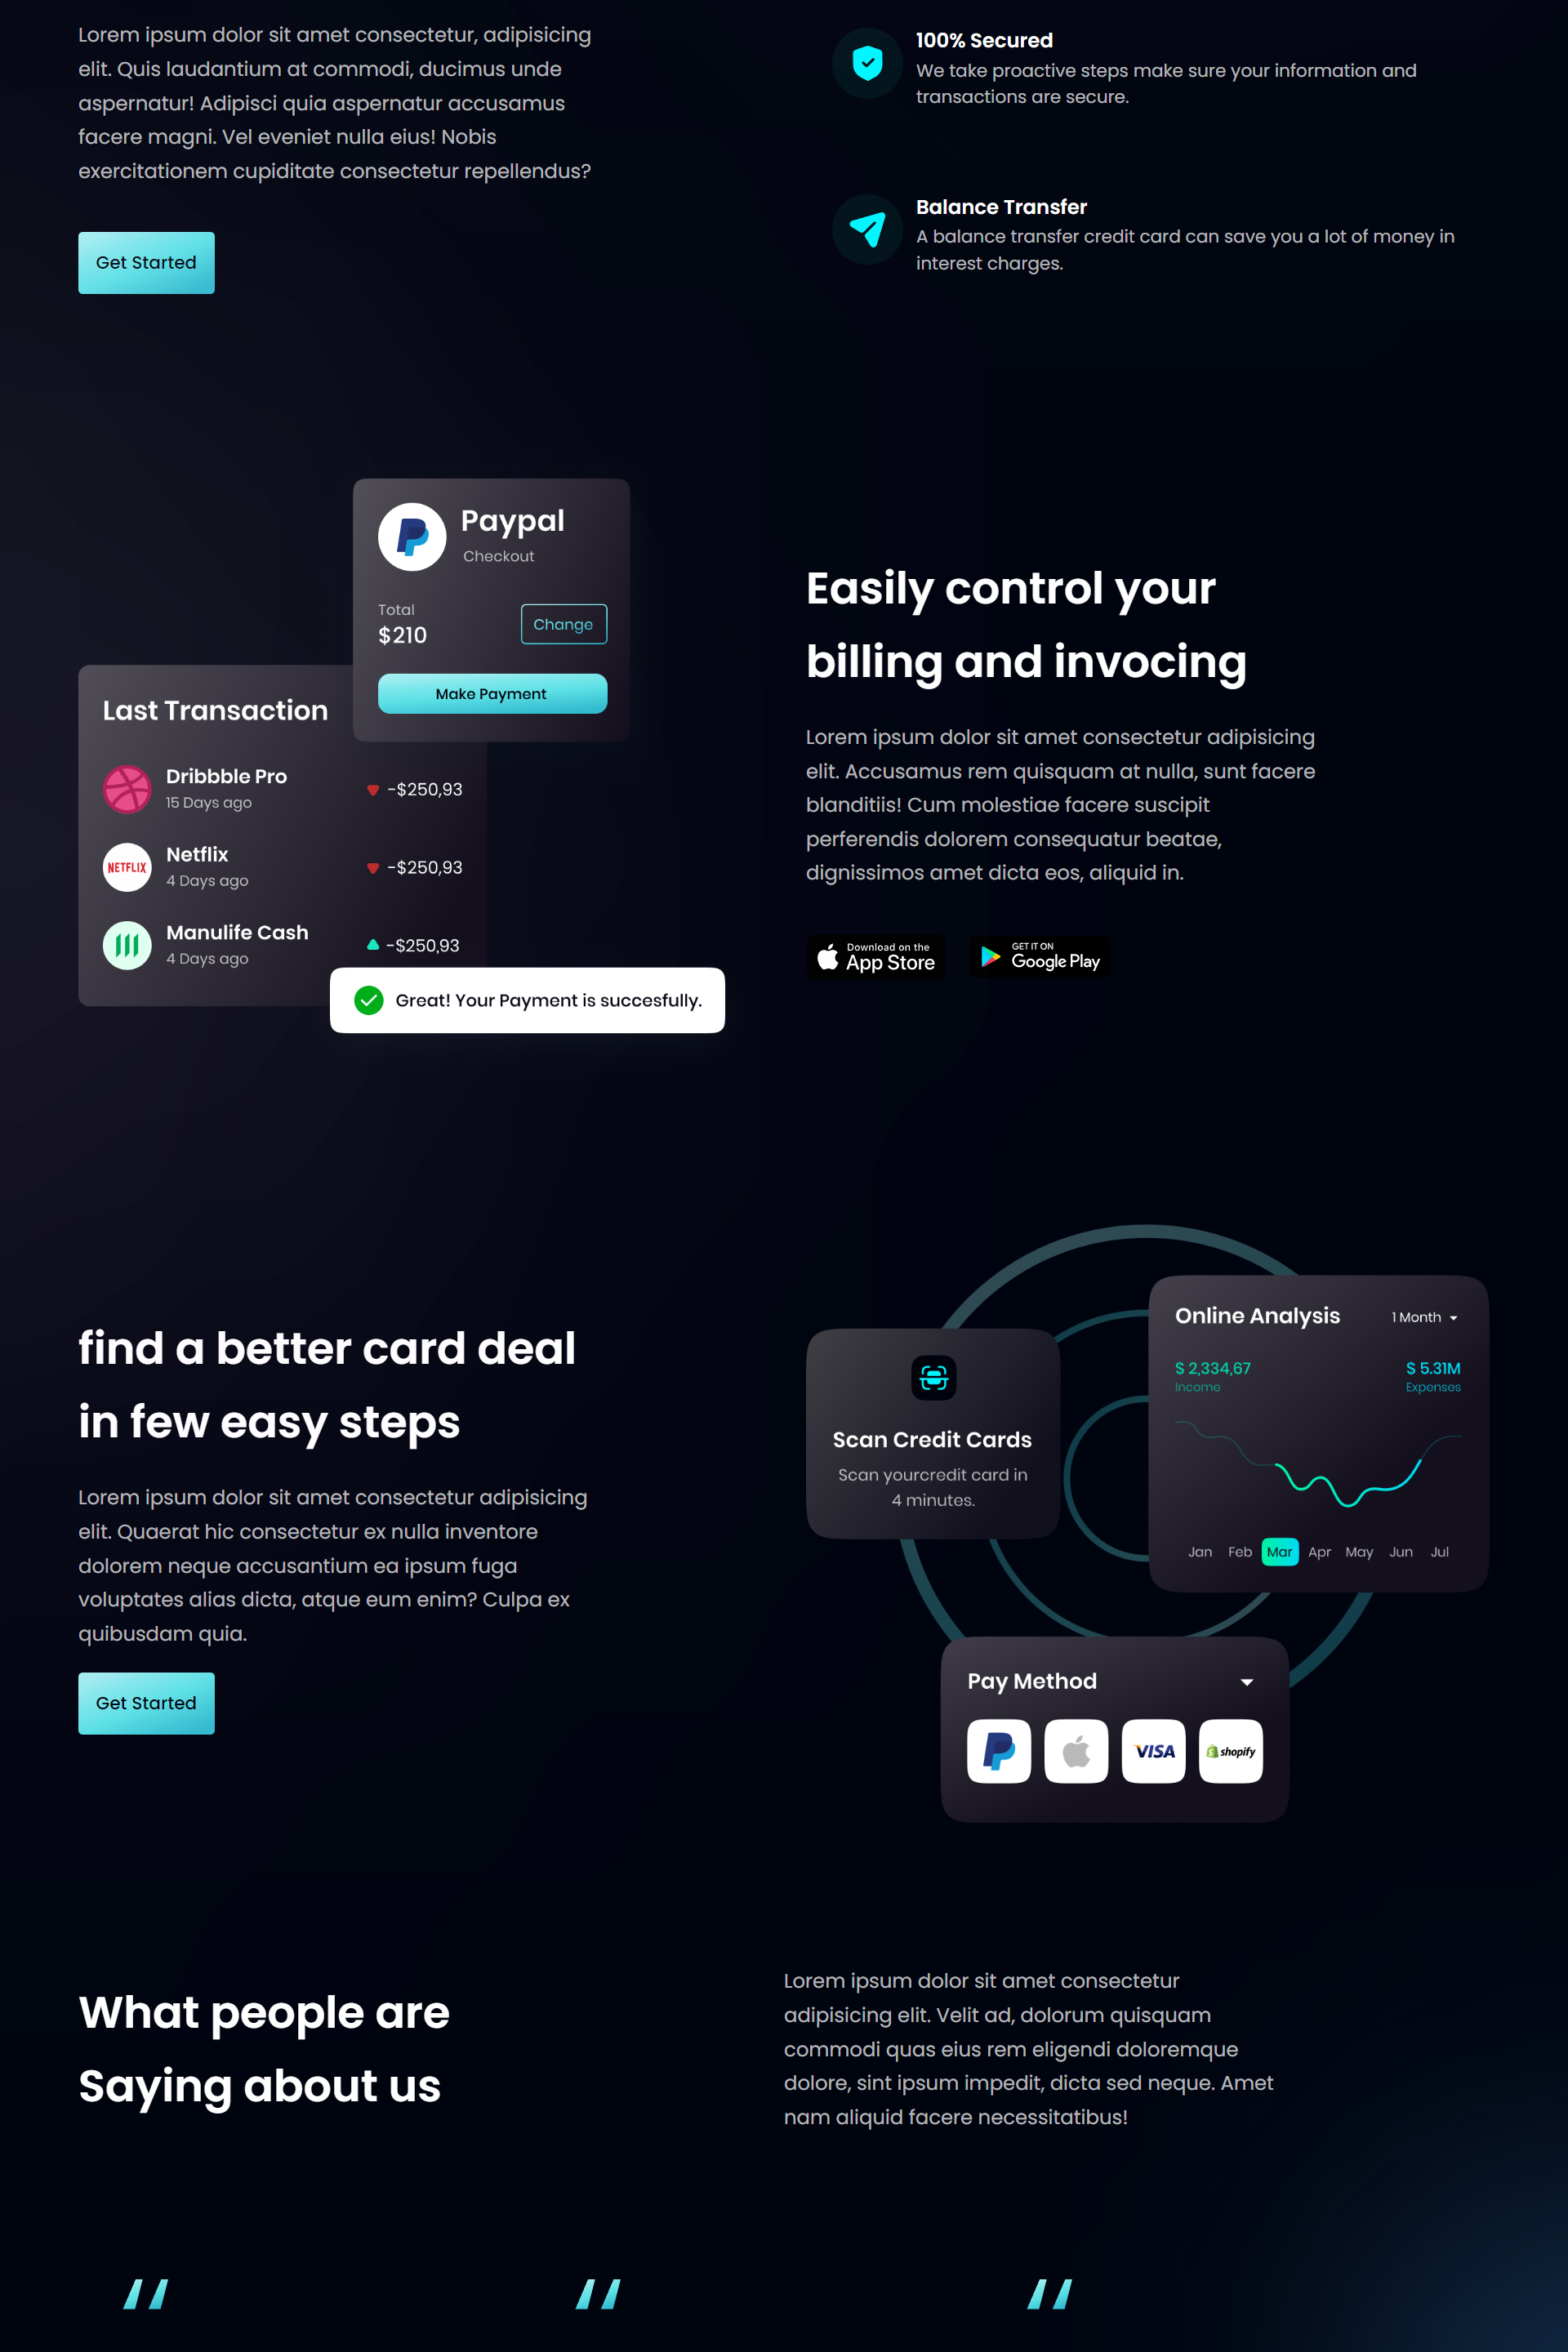 Lorem ipsum dolor sit amet consectetur, adipisicing
elit. Quis laudantium at commodi, ducimus unde
aspernatur! Adipisci quia aspernatur accusamus
facere magni. Vel eveniet nulla eius! Nobis
exercitationem cupiditate consectetur repellendus?
Get Started
100% Secured
We take proactive steps make sure your information and
transactions are secure.
Balance Transfer
A balance transfer credit card can save you a lot of money in
interest charges.
Paypal
Checkout
Total
$210
Change
Make Payment
Last Transaction
Dribbble Pro
15 Days ago
-$250,93
NETFLIX
Netflix
4 Days ago
-$250,93
Manulife Cash
4 Days ago
-$250,93
Great! Your Payment is succesfully.
Easily control your
billing and invocing
Lorem ipsum dolor sit amet consectetur adipisicing
elit. Accusamus rem quisquam at nulla, sunt facere
blanditiis! Cum molestiae facere suscipit
perferendis dolorem consequatur beatae,
dignissimos amet dicta eos, aliquid in.
Download on the
App Store
GET IT ON
Google Play
find a better card deal
in few easy steps
Lorem ipsum dolor sit amet consectetur adipisicing
elit. Quaerat hic consectetur ex nulla inventore
dolorem neque accusantium ea ipsum fuga
voluptates alias dicta, atque eum enim? Culpa ex
quibusdam quia.
Get Started
Scan Credit Cards
Scan yourcredit card in
4 minutes.
Online Analysis
1 Month
$ 2,334,67
Income
$ 5.31M
Expenses
Jan Feb Mar Apr May Jun Jul
Pay Method
VISA
shopify
What people are
Saying about us
Lorem ipsum dolor sit amet consectetur
adipisicing elit. Velit ad, dolorum quisquam
commodi quas eius rem eligendi doloremque
dolore, sint ipsum impedit, dicta sed neque. Amet
nam aliquid facere necessitatibus!